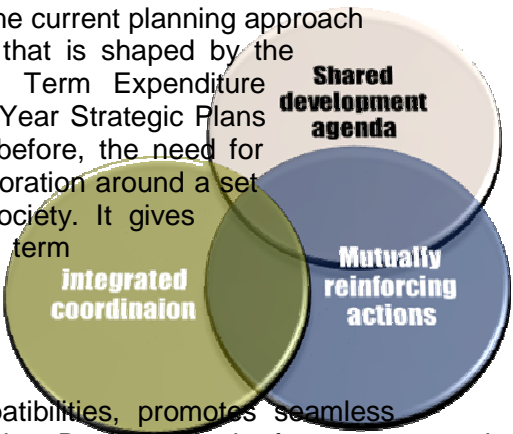 he current planning approach
that is shaped by the
Term Expenditure
Year Strategic Plans
before, the need for
oration around a set
ociety. It gives
term
Shared
development
agenda
integrated
coordinaion
Mutually
reinforcing
actions
patibilities, promotes seamless